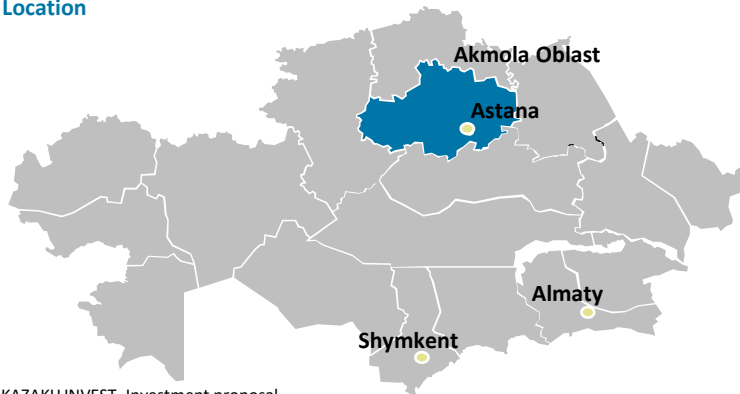 Location
Akmola Oblast
Astana
Almaty
Shymkent